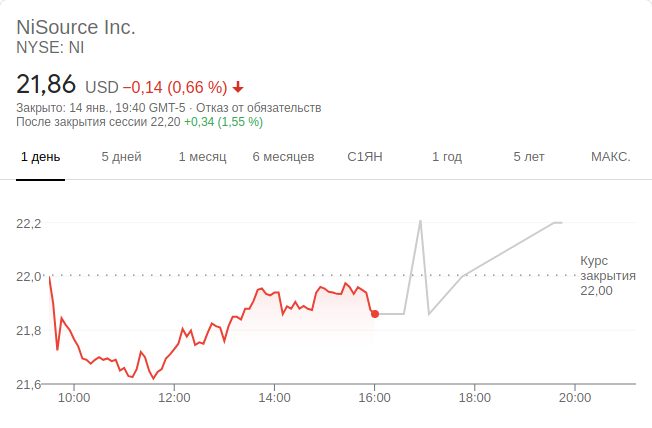 NiSource Inc.
NYSE: NI
21,86 USD −0,14 (0,66 %)
Закрыто: 14 янв., 19:40 GMT-5 · Отказ от обязательств
После закрытия сессии 22,20 +0,34 (1,55 %)
1 день 5 дней 1 месяц 6 месяцев С1ЯН 1 год 5 лет МАКС.
22,2
Курс
закрытия
22,00
22,0
21,8
21,6
10:00 12:00 14:00 16:00 18:00 20:00